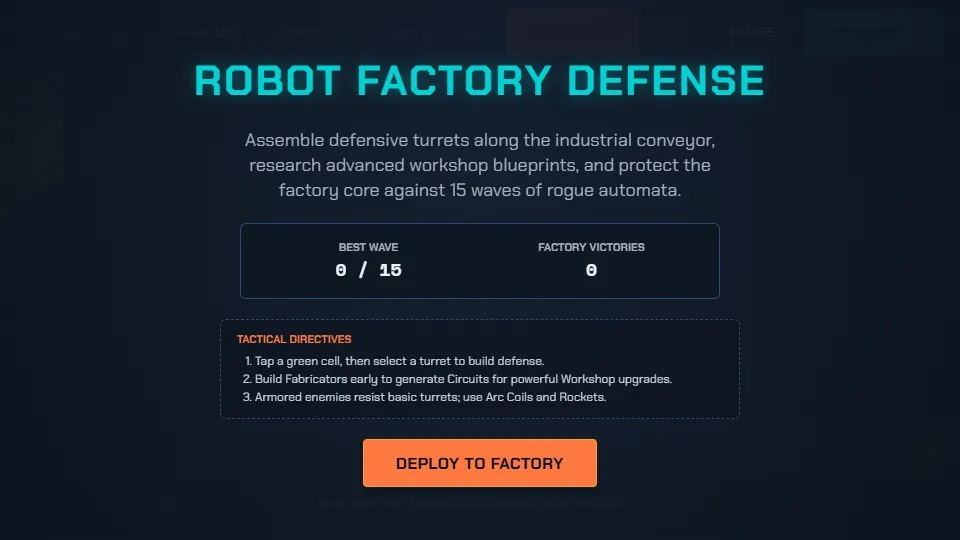 PAUSE
ROBOT FACTORY DEFENSE
Assemble defensive turrets along the industrial conveyor,
research advanced workshop blueprints, and protect the
factory core against 15 waves of rogue automata.
BEST WAVE
0 / 15
FACTORY VICTORIES
0
TACTICAL DIRECTIVES
1. Tap a green cell, then select a turret to build defense.
2. Build Fabricators early to generate Circuits for powerful Workshop upgrades.
3. Armored enemies resist basic turrets; use Arc Coils and Rockets.
DEPLOY TO FACTORY